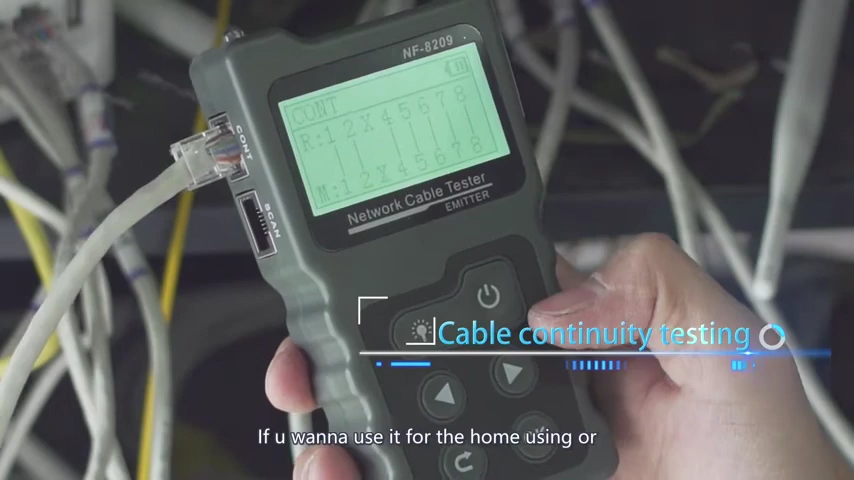 NF-8209
CONT
R:12X45678
M:12X45678
Network Cable Tester
EMITTER
CONT
SCAN
Cable continuity testing
If u wanna use it for the home using or